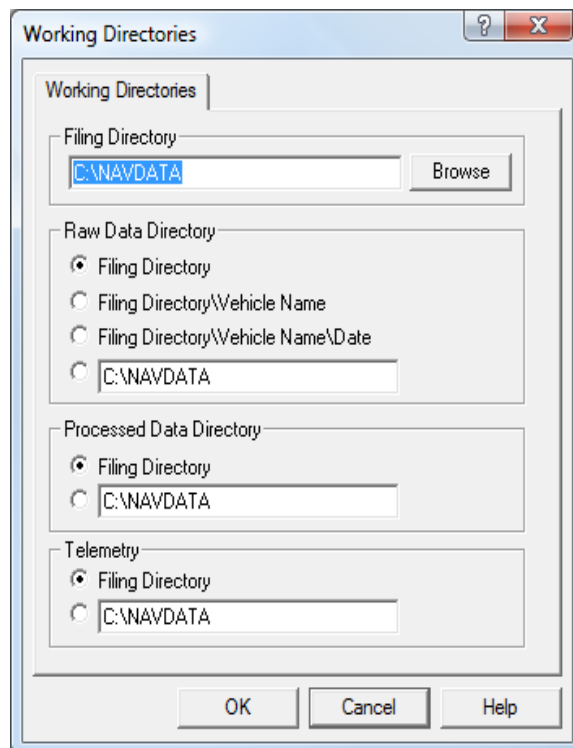 Working Directories
?
X
Working Directories
Filing Directory
C:\NAVDATA
Browse
Raw Data Directory
Filing Directory
Filing Directory\Vehicle Name
Filing Directory\Vehicle Name\Date
C:\NAVDATA
Processed Data Directory
Filing Directory
C:\NAVDATA
Telemetry
Filing Directory
C:\NAVDATA
OK Cancel Help